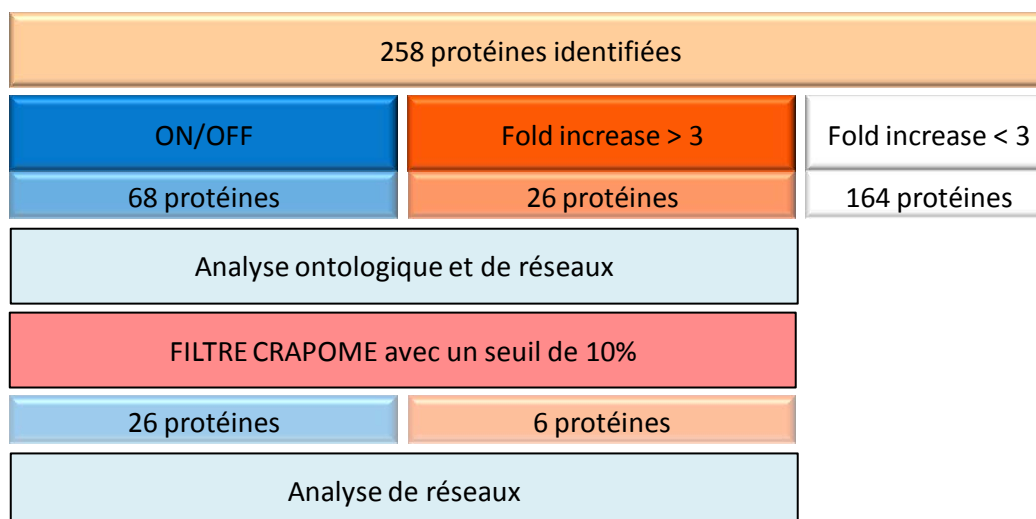 258 protéines identifiées
ON/OFF
Fold increase > 3
Fold increase < 3
68 protéines
26 protéines
164 protéines
Analyse ontologique et de réseaux
FILTRE CRAPOME avec un seuil de 10%
26 protéines
6 protéines
Analyse de réseaux